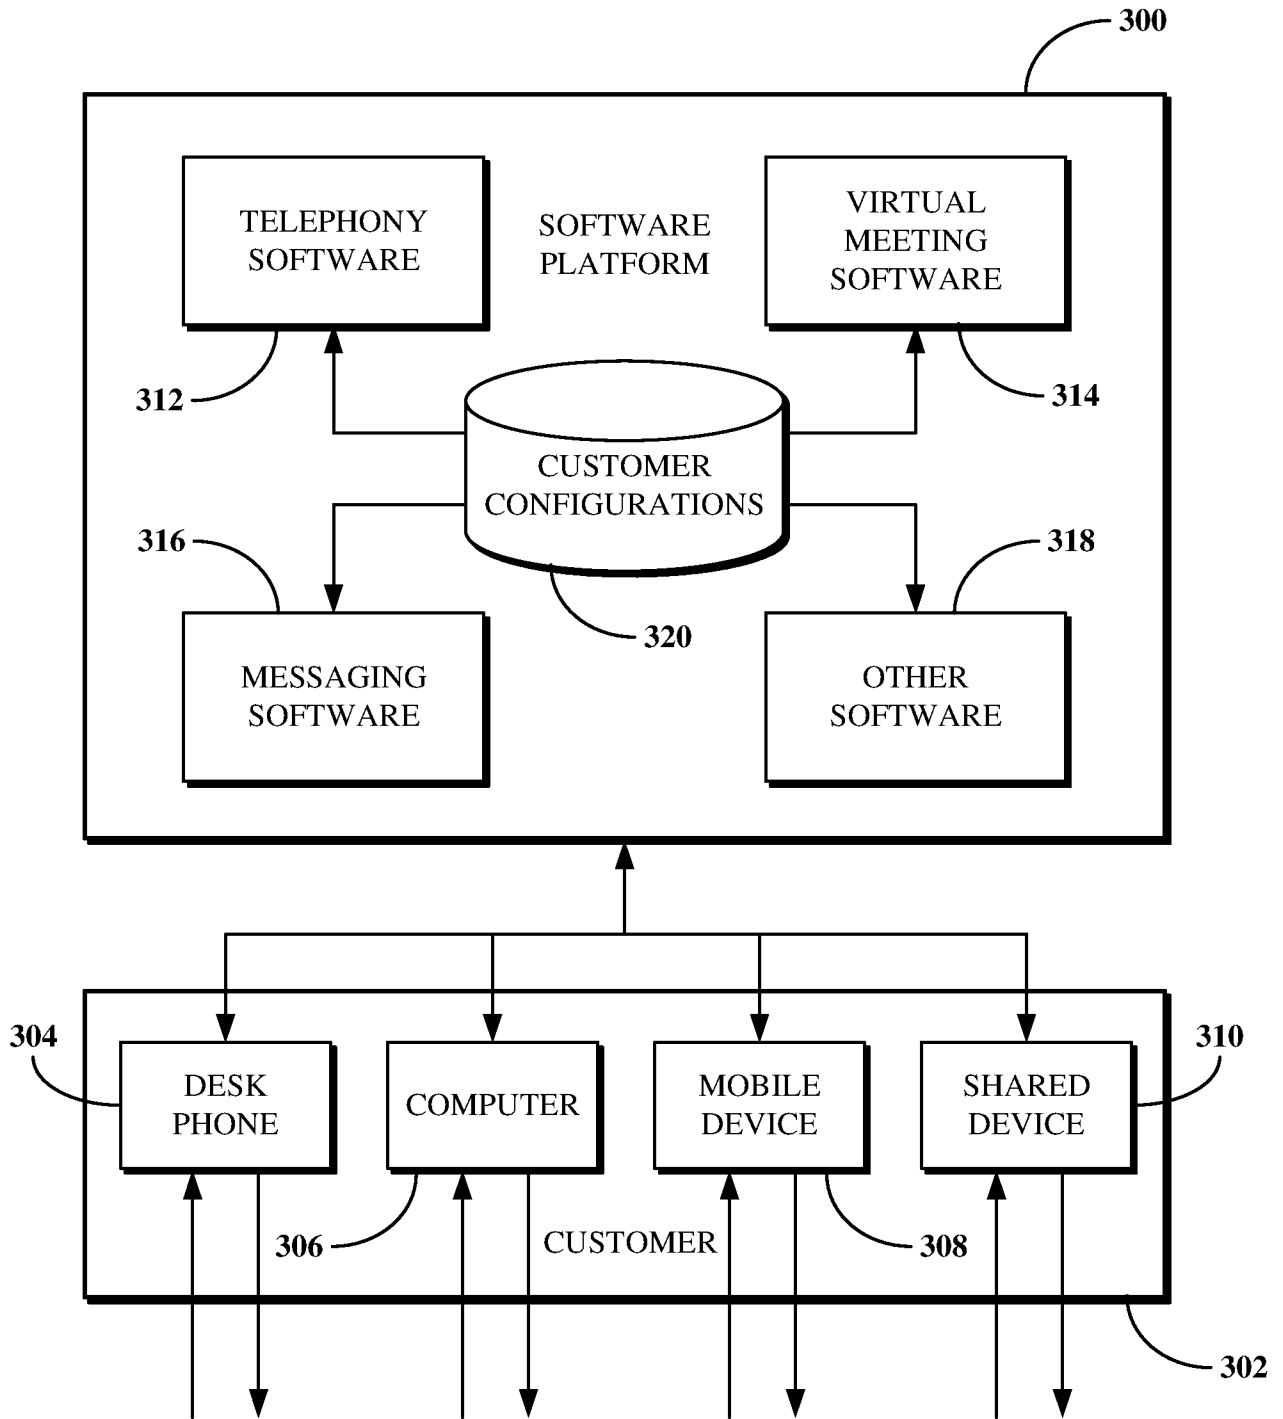 300
TELEPHONY
SOFTWARE
SOFTWARE
PLATFORM
VIRTUAL
MEETING
SOFTWARE
312
314
CUSTOMER
CONFIGURATIONS
316
318
320
MESSAGING
SOFTWARE
OTHER
SOFTWARE
304
310
DESK
PHONE
COMPUTER
MOBILE
DEVICE
SHARED
DEVICE
306
CUSTOMER
308
302